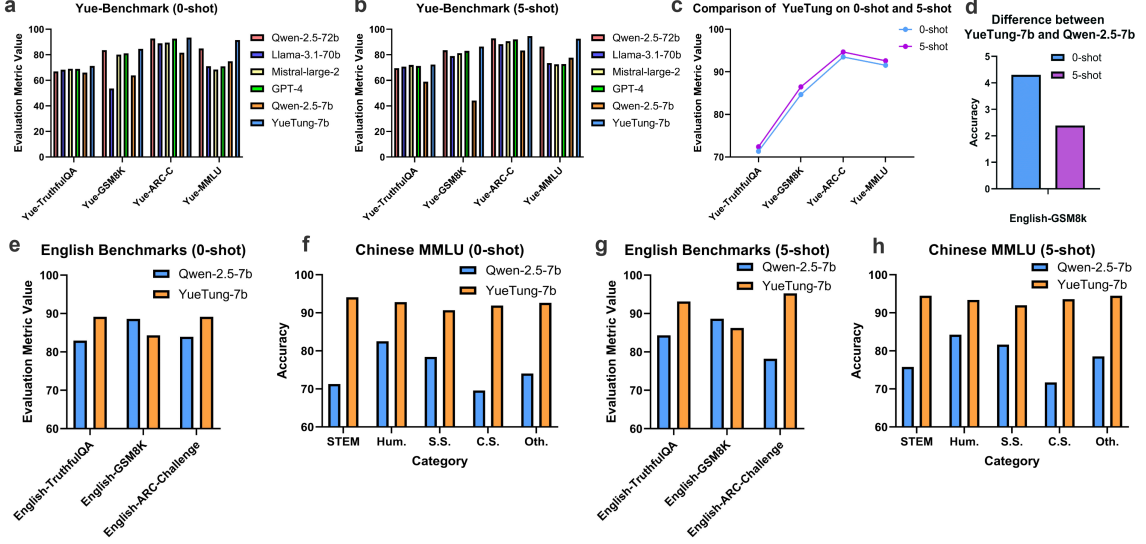 a
Yue-Benchmark (0-shot)
Evaluation Metric Value
100
80
60
40
20
0
Yue-TruthfulQA
Yue-GSM8K
Yue-ARC-C
Yue-MMLU
Qwen-2.5-72b
Llama-3.1-70b
Mistral-large-2
GPT-4
Qwen-2.5-7b
YueTung-7b
b
Yue-Benchmark (5-shot)
Evaluation Metric Value
100
80
60
40
20
0
Yue-TruthfulQA
Yue-GSM8K
Yue-ARC-C
Yue-MMLU
Qwen-2.5-72b
Llama-3.1-70b
Mistral-large-2
GPT-4
Qwen-2.5-7b
YueTung-7b
c
Comparison of YueTung on 0-shot and 5-shot
Evaluation Metric Value
100
90
80
70
Yue-TruthfulQA
Yue-GSM8K
Yue-ARC-C
Yue-MMLU
0-shot
5-shot
d
Difference between
YueTung-7b and Qwen-2.5-7b
Accuracy
5
4
3
2
1
0
0-shot
5-shot
English-GSM8k
e
English Benchmarks (0-shot)
Evaluation Metric Value
100
90
80
70
60
Qwen-2.5-7b
YueTung-7b
English-TruthfulQA
English-GSM8K
English-ARC-Challenge
f
Chinese MMLU (0-shot)
Accuracy
100
90
80
70
60
Qwen-2.5-7b
YueTung-7b
STEM Hum. S.S. C.S. Oth.
Category
g
English Benchmarks (5-shot)
Evaluation Metric Value
100
90
80
70
60
Qwen-2.5-7b
YueTung-7b
English-TruthfulQA
English-GSM8K
English-ARC-Challenge
h
Chinese MMLU (5-shot)
Accuracy
100
90
80
70
60
Qwen-2.5-7b
YueTung-7b
STEM Hum. S.S. C.S. Oth.
Category